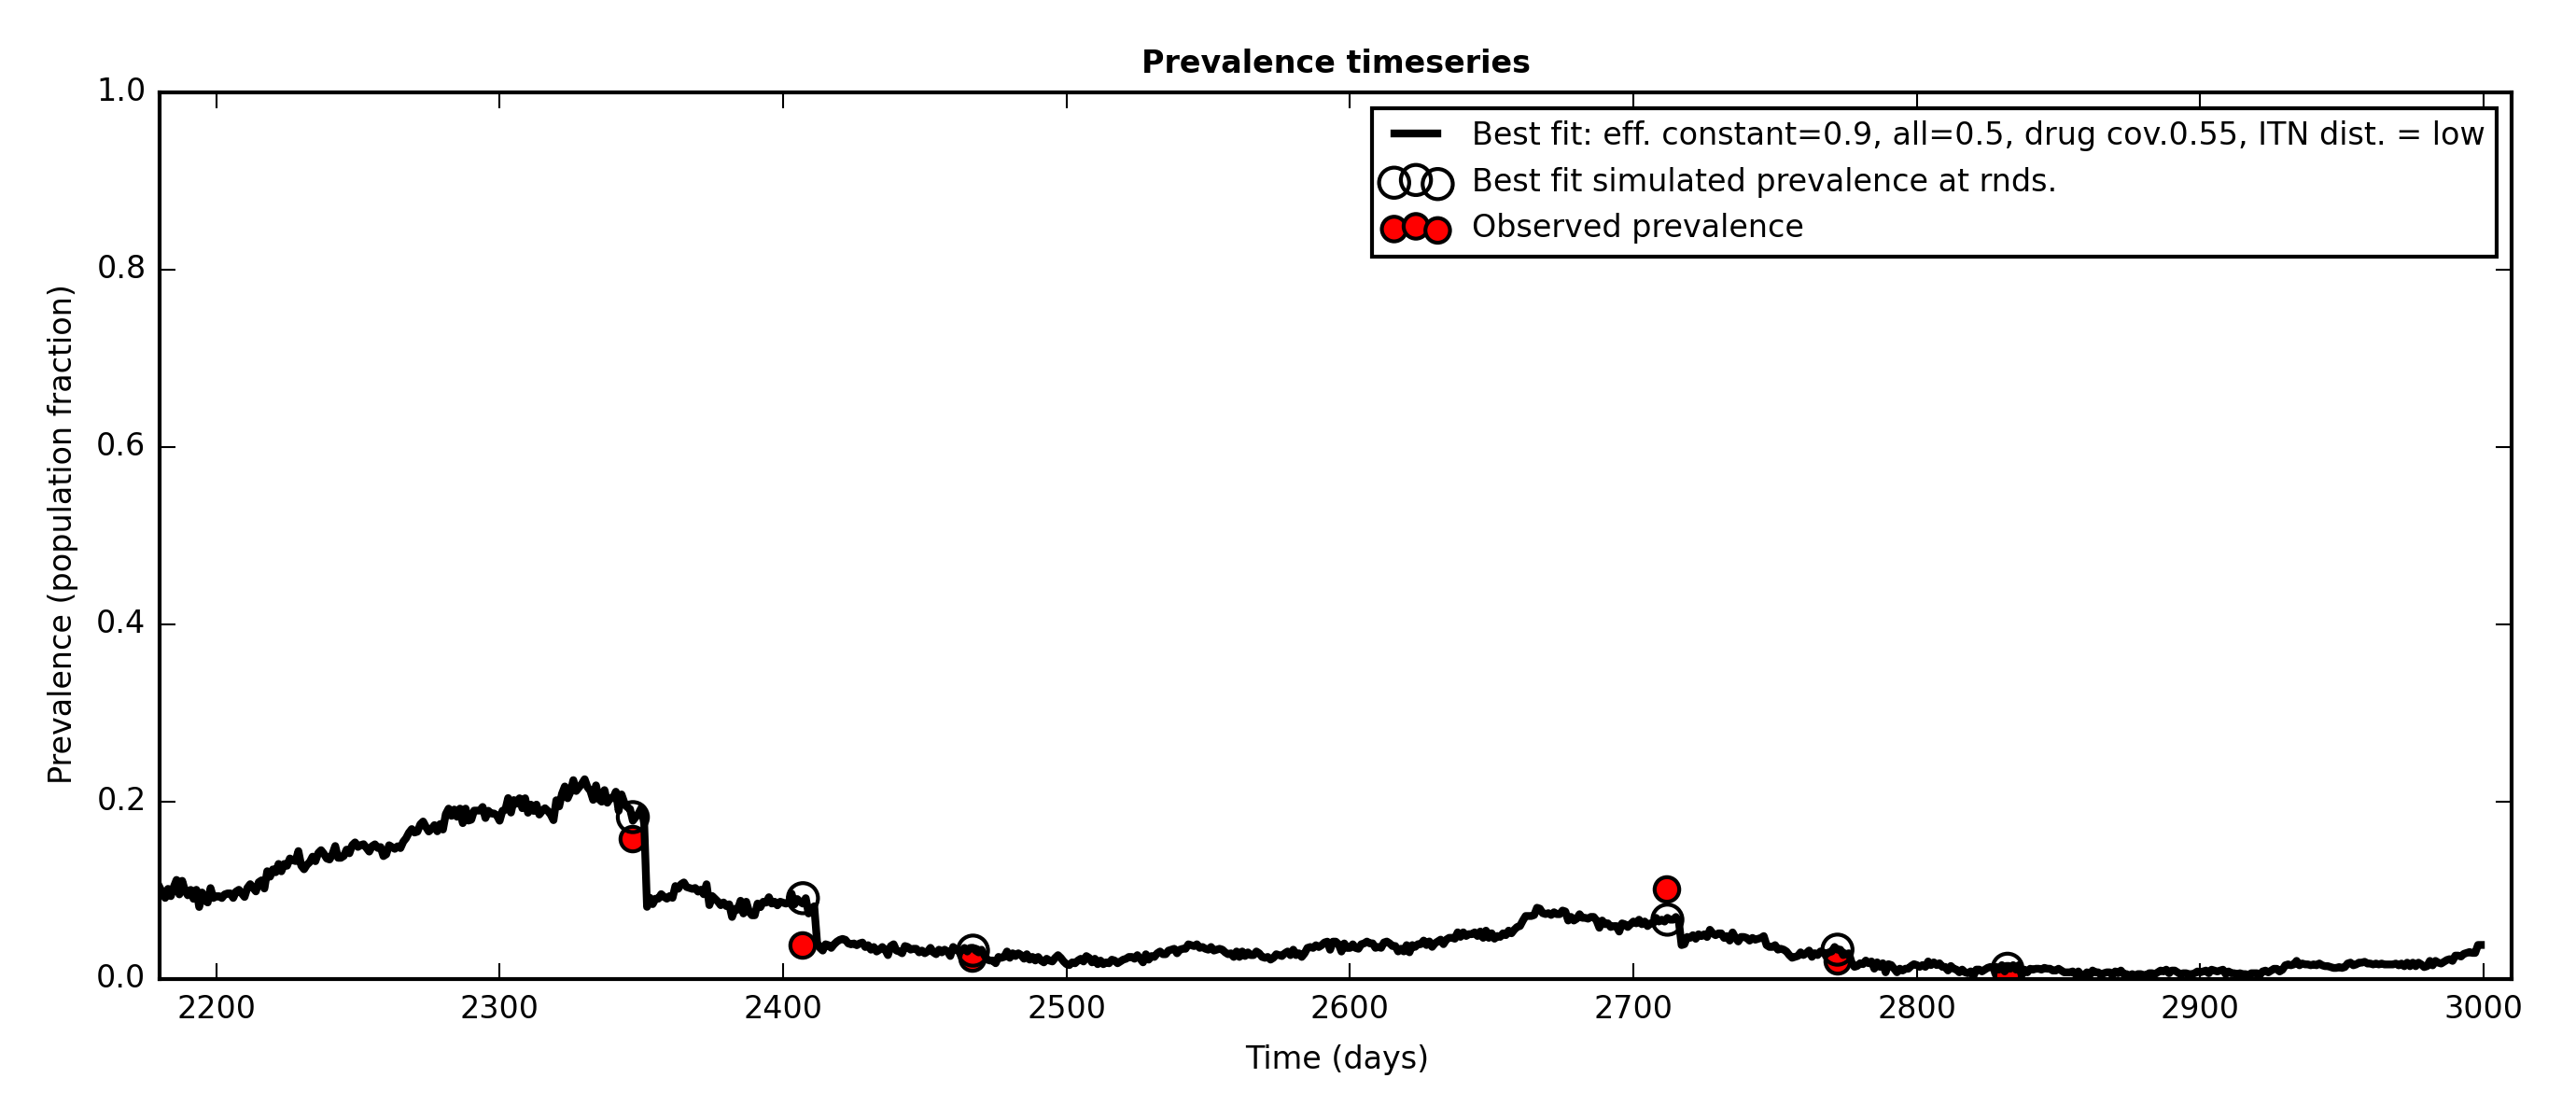 Prevalence timeseries
Best fit: eff. constant=0.9, all=0.5, drug cov.0.55, ITN dist. = low
Best fit simulated prevalence at rnds.
Observed prevalence
Prevalence (population fraction)
1.0
0.8
0.6
0.4
0.2
0.0
2200 2300 2400 2500 2600 2700 2800 2900 3000
Time (days)